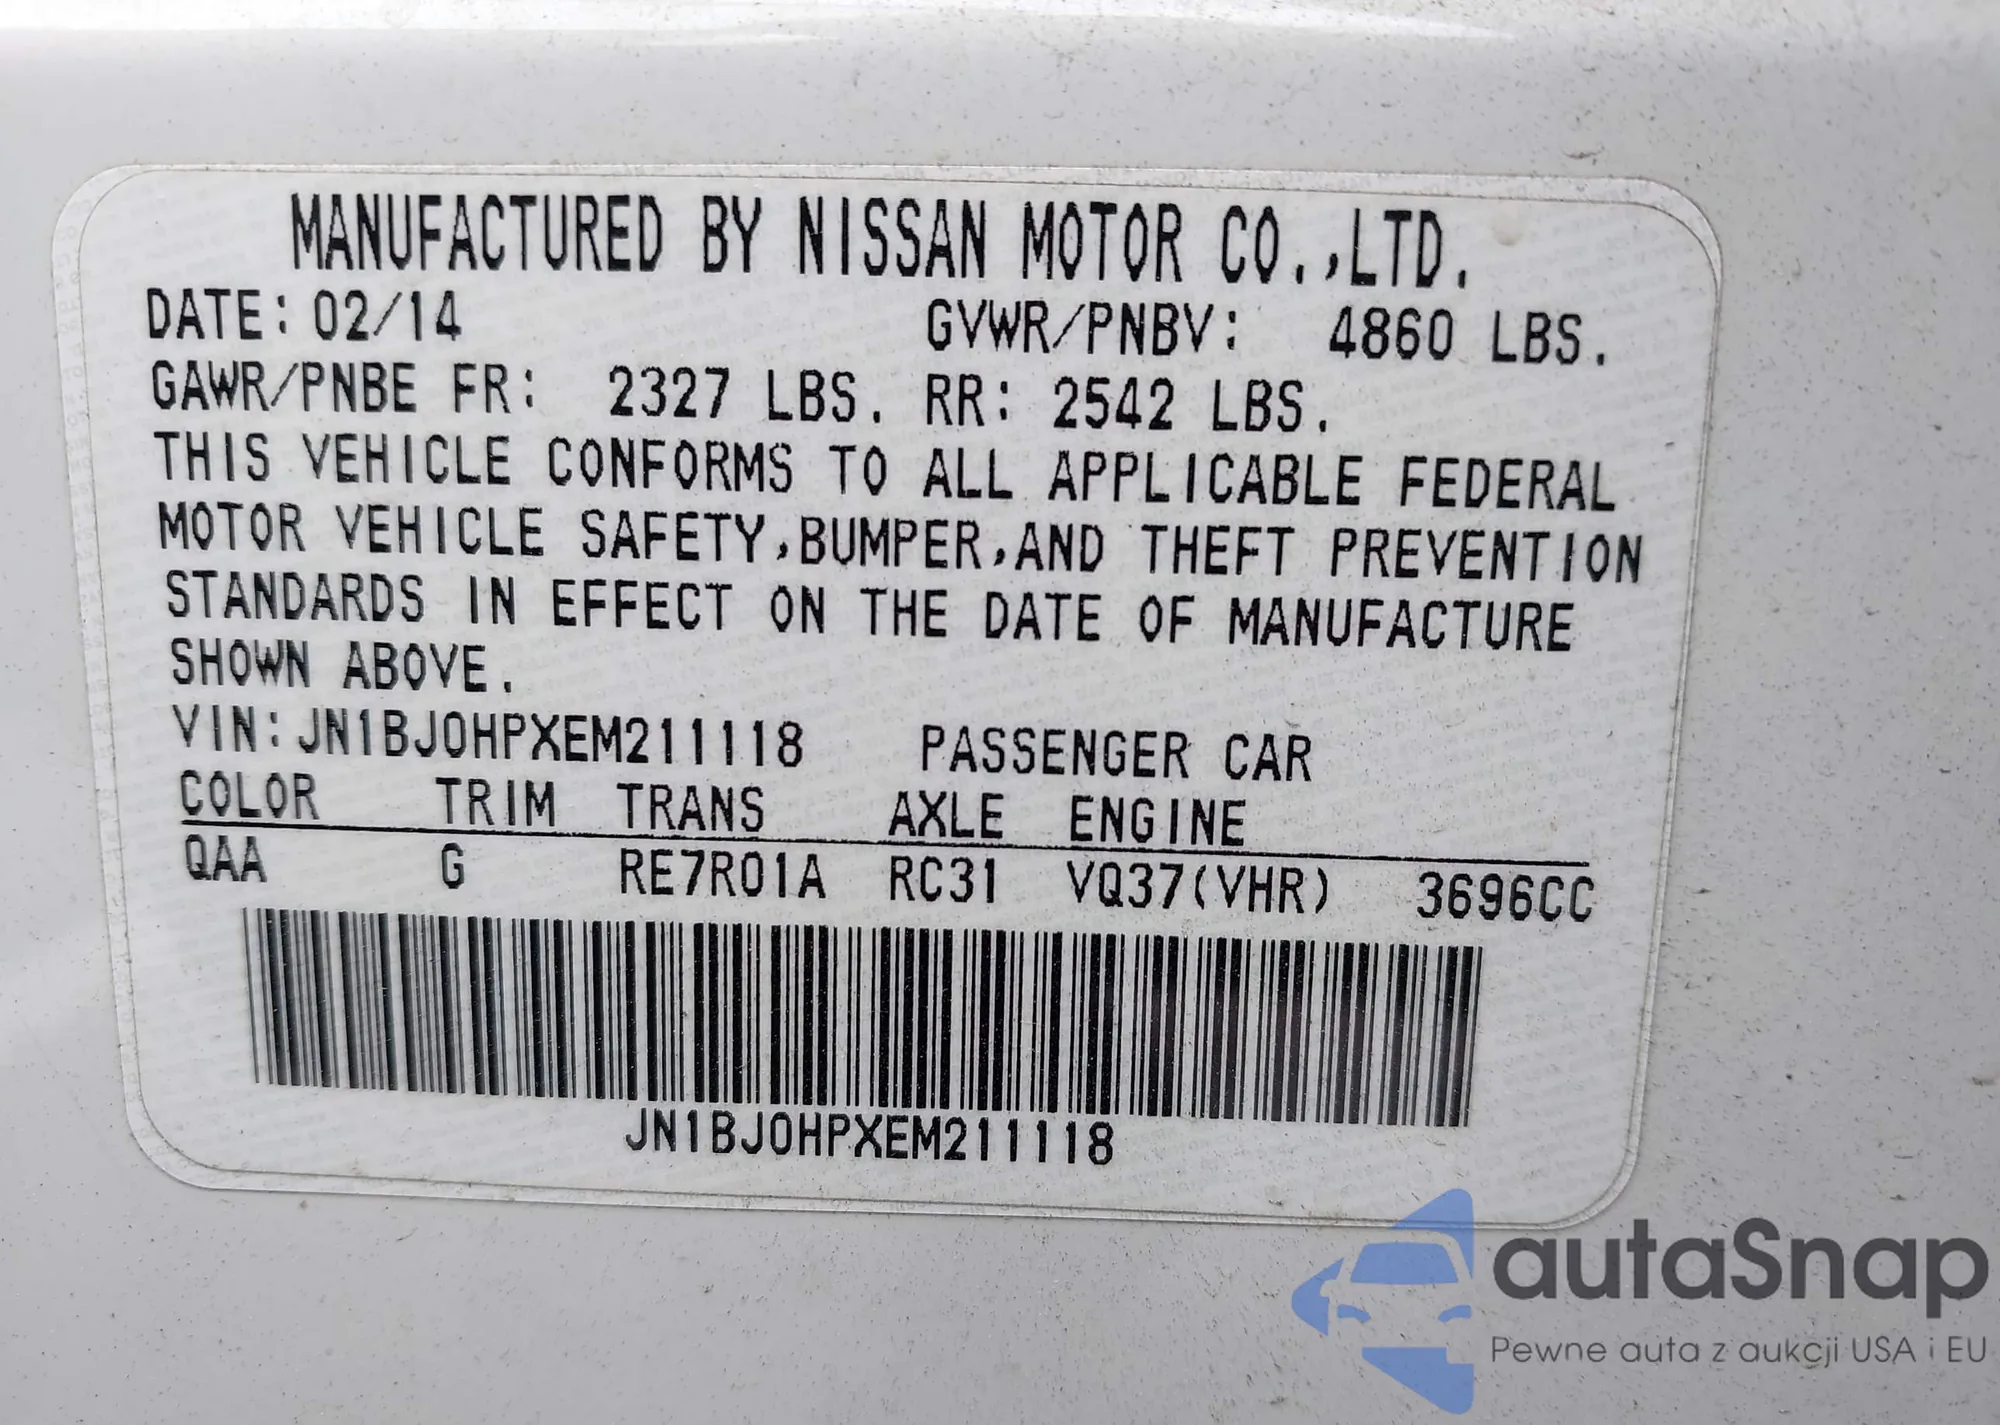 MANUFACTURED BY NISSAN MOTOR CO.,LTD.
DATE: 02/14 GVWR/PNBV: 4860 LBS.
GAWR/PNBE FR: 2327 LBS. RR: 2542 LBS.
THIS VEHICLE CONFORMS TO ALL APPLICABLE FEDERAL
MOTOR VEHICLE SAFETY,BUMPER,AND THEFT PREVENTION
STANDARDS IN EFFECT ON THE DATE OF MANUFACTURE
SHOWN ABOVE.
VIN:JN1BJ0HPXEM211118 PASSENGER CAR
COLOR TRIM TRANS AXLE ENGINE
QAA G RE7R01A RC31 VQ37(VHR) 3696CC
JN1BJ0HPXEM211118
autaSnap
Pewne auta z aukcji USA i EU